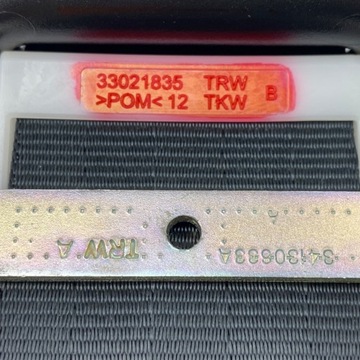 33021835 TRW
>POM< 12 TKW B
A
TRW A 34130633A